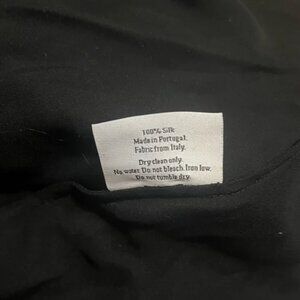 100% Silk
Made in Portugal.
Fabric from Italy.
Dry clean only.
No water. Do not bleach. Iron low.
Do not tumble dry.